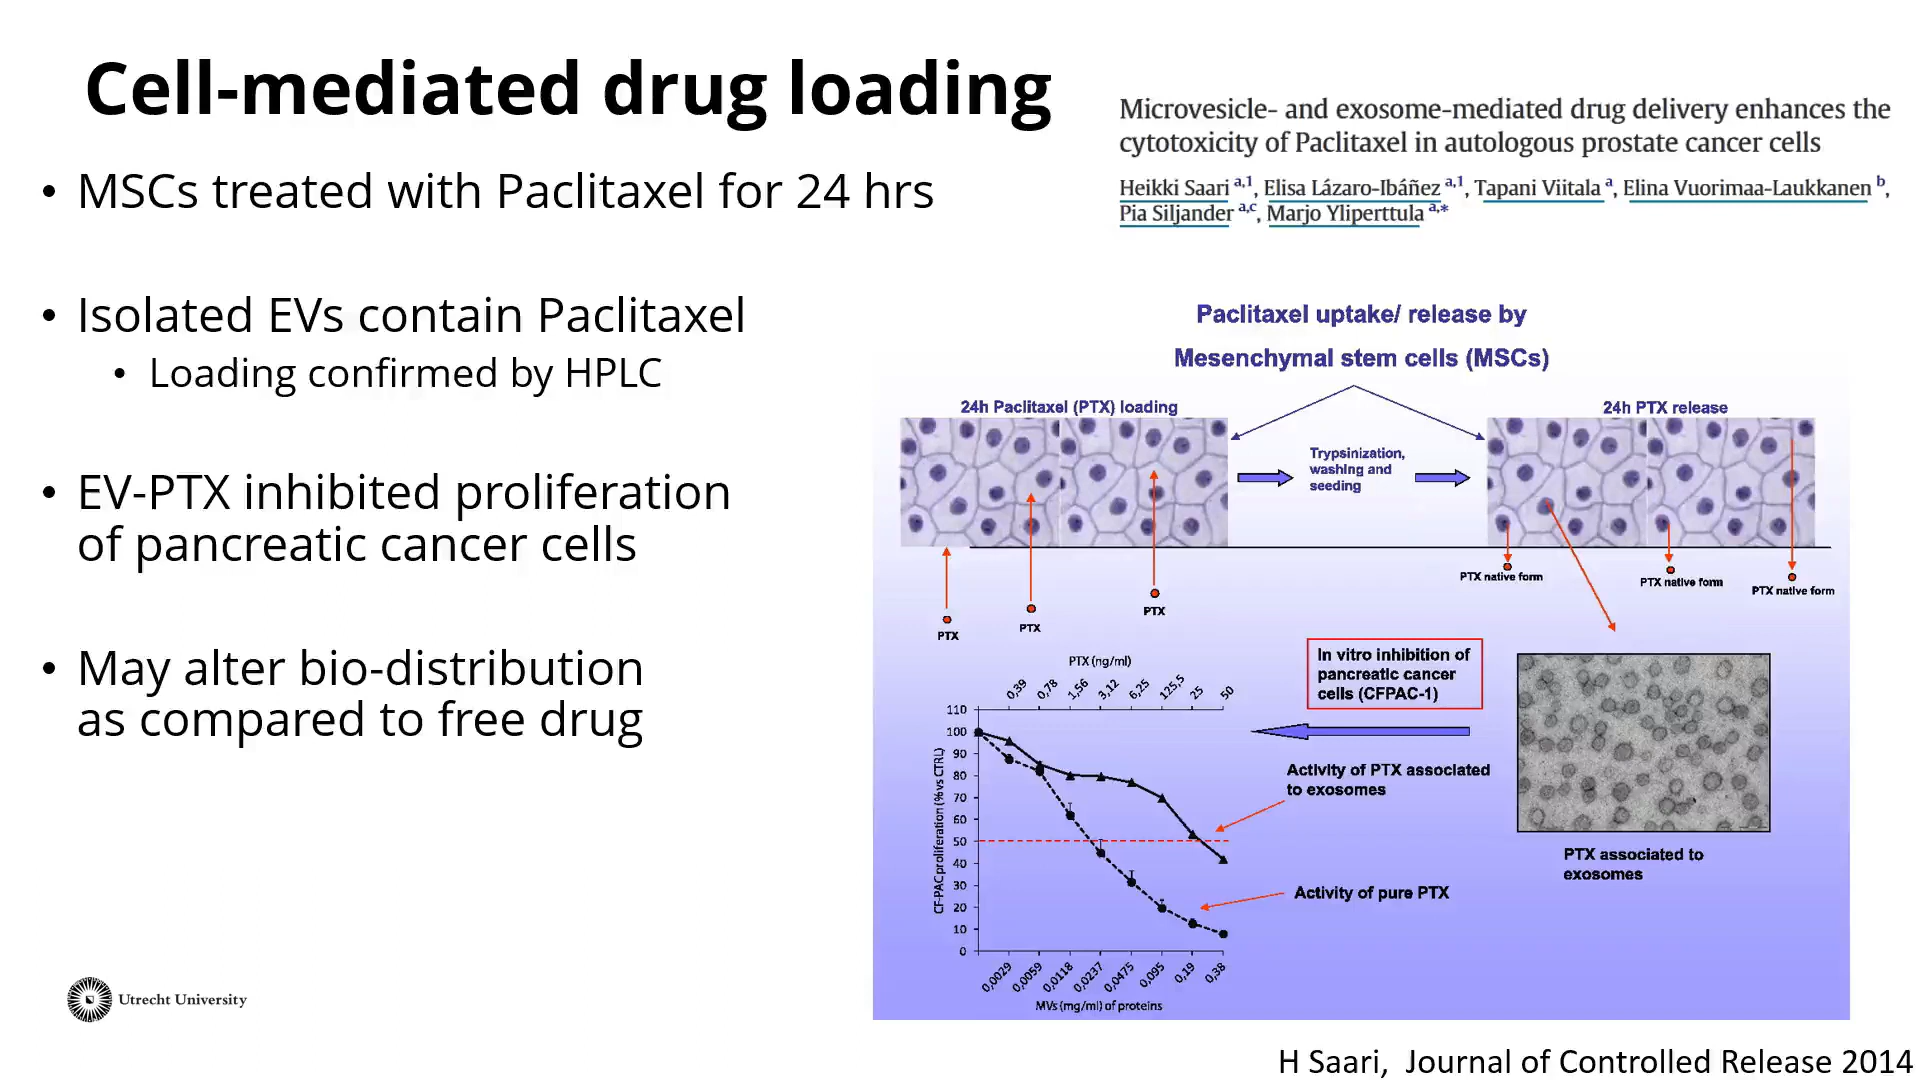 Cell-mediated drug loading
• MSCs treated with Paclitaxel for 24 hrs
• Isolated EVs contain Paclitaxel
• Loading confirmed by HPLC
• EV-PTX inhibited proliferation
of pancreatic cancer cells
• May alter bio-distribution
as compared to free drug
Utrecht University
Microvesicle- and exosome-mediated drug delivery enhances the
cytotoxicity of Paclitaxel in autologous prostate cancer cells
Heikki Saari a,1, Elisa Lázaro-Ibáñez a,1, Tapani Viitala a, Elina Vuorimaa-Laukkanen b,
Pia Siljander a,c, Marjo Yliperttula a,*
Paclitaxel uptake/ release by
Mesenchymal stem cells (MSCs)
24h Paclitaxel (PTX) loading
24h PTX release
Trypsinization,
washing and
seeding
PTX
PTX
PTX
PTX native form
PTX native form
PTX native form
In vitro inhibition of
pancreatic cancer
cells (CFPAC-1)
PTX (ng/ml)
0,39 0,78 1,56 3,12 6,25 125,5 25 50
110
100
90
80
70
60
50
40
30
20
10
0
CF-PAC proliferation (% vs CTRL)
0,0029 0,0059 0,0118 0,0237 0,0475 0,095 0,19 0,38
MVs (mg/ml) of proteins
Activity of PTX associated
to exosomes
Activity of pure PTX
PTX associated to
exosomes
H Saari, Journal of Controlled Release 2014